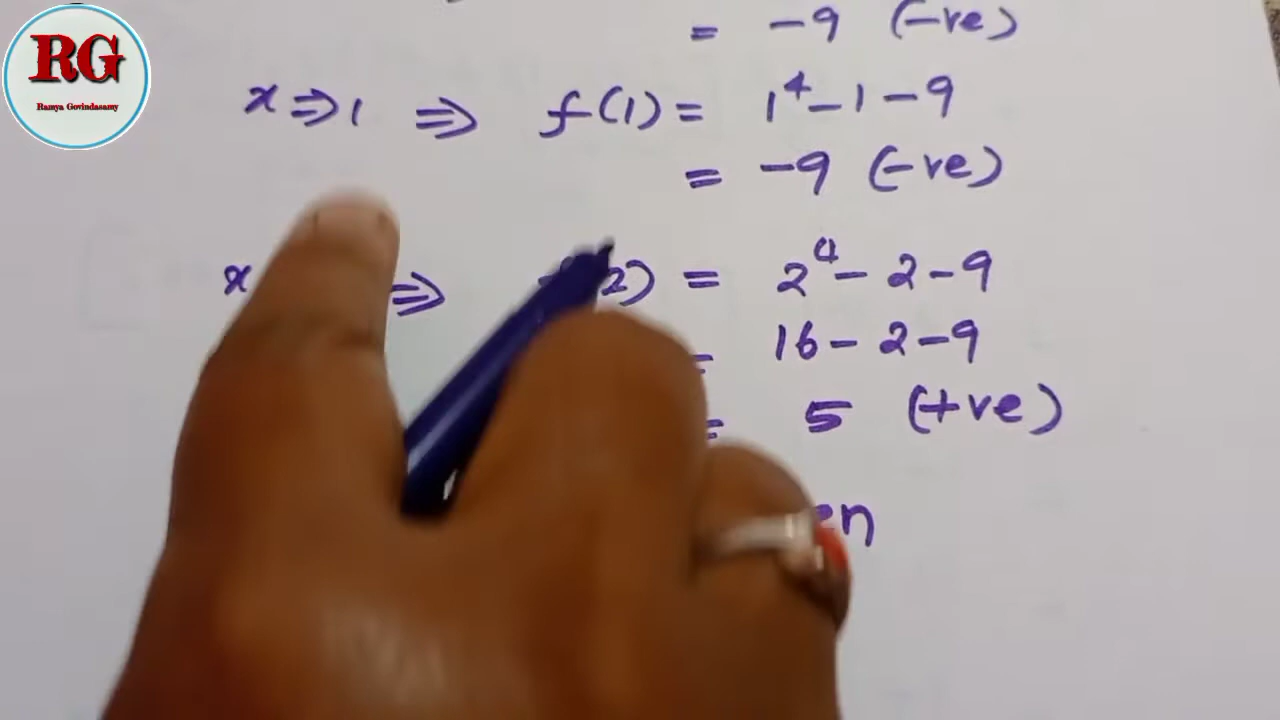 RG
Ramya Govindasamy
= -9 (-ve)
x ⇒ 1 ⇒ f(1) = 1⁴ - 1 - 9
= -9 (-ve)
x ⇒ 2) = 2⁴ - 2 - 9
= 16 - 2 - 9
= 5 (+ve)